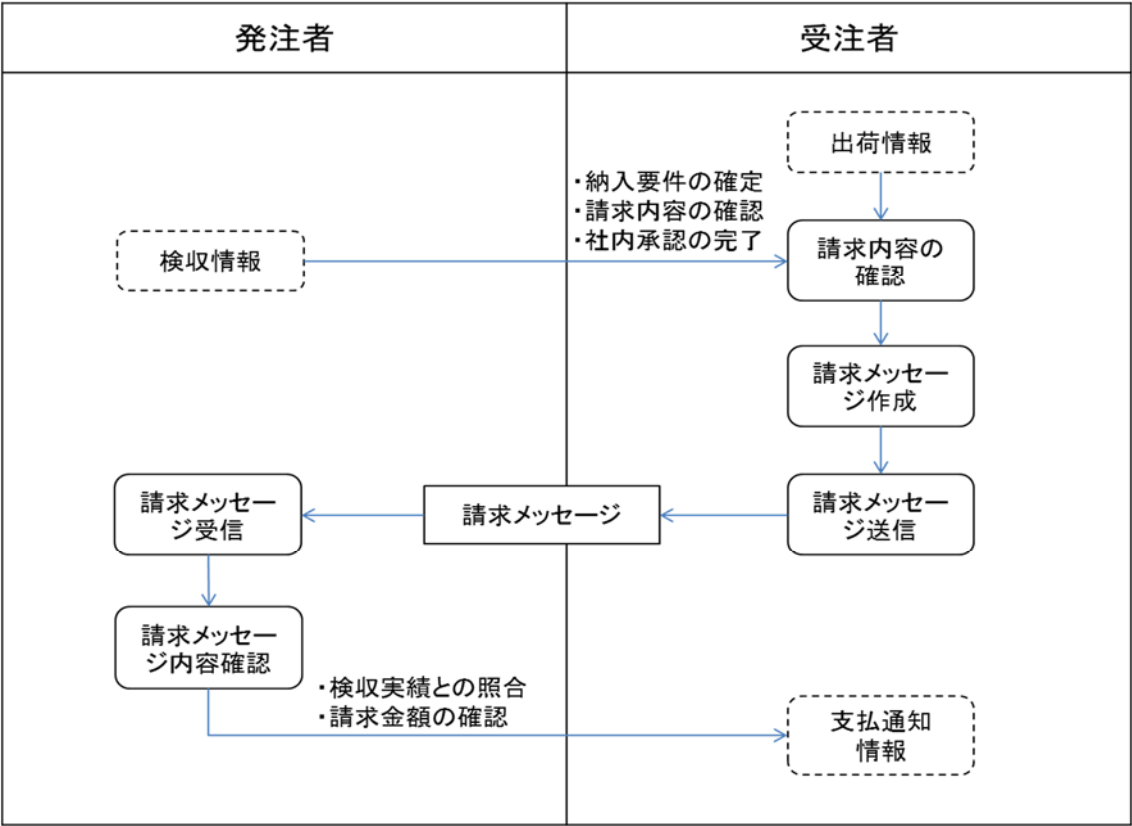 発注者
受注者
出荷情報
・納入要件の確定
・請求内容の確認
・社内承認の完了
検収情報
請求内容の
確認
請求メッセー
ジ作成
請求メッセー
ジ受信
請求メッセージ
請求メッセー
ジ送信
請求メッセー
ジ内容確認
・検収実績との照合
・請求金額の確認
支払通知
情報